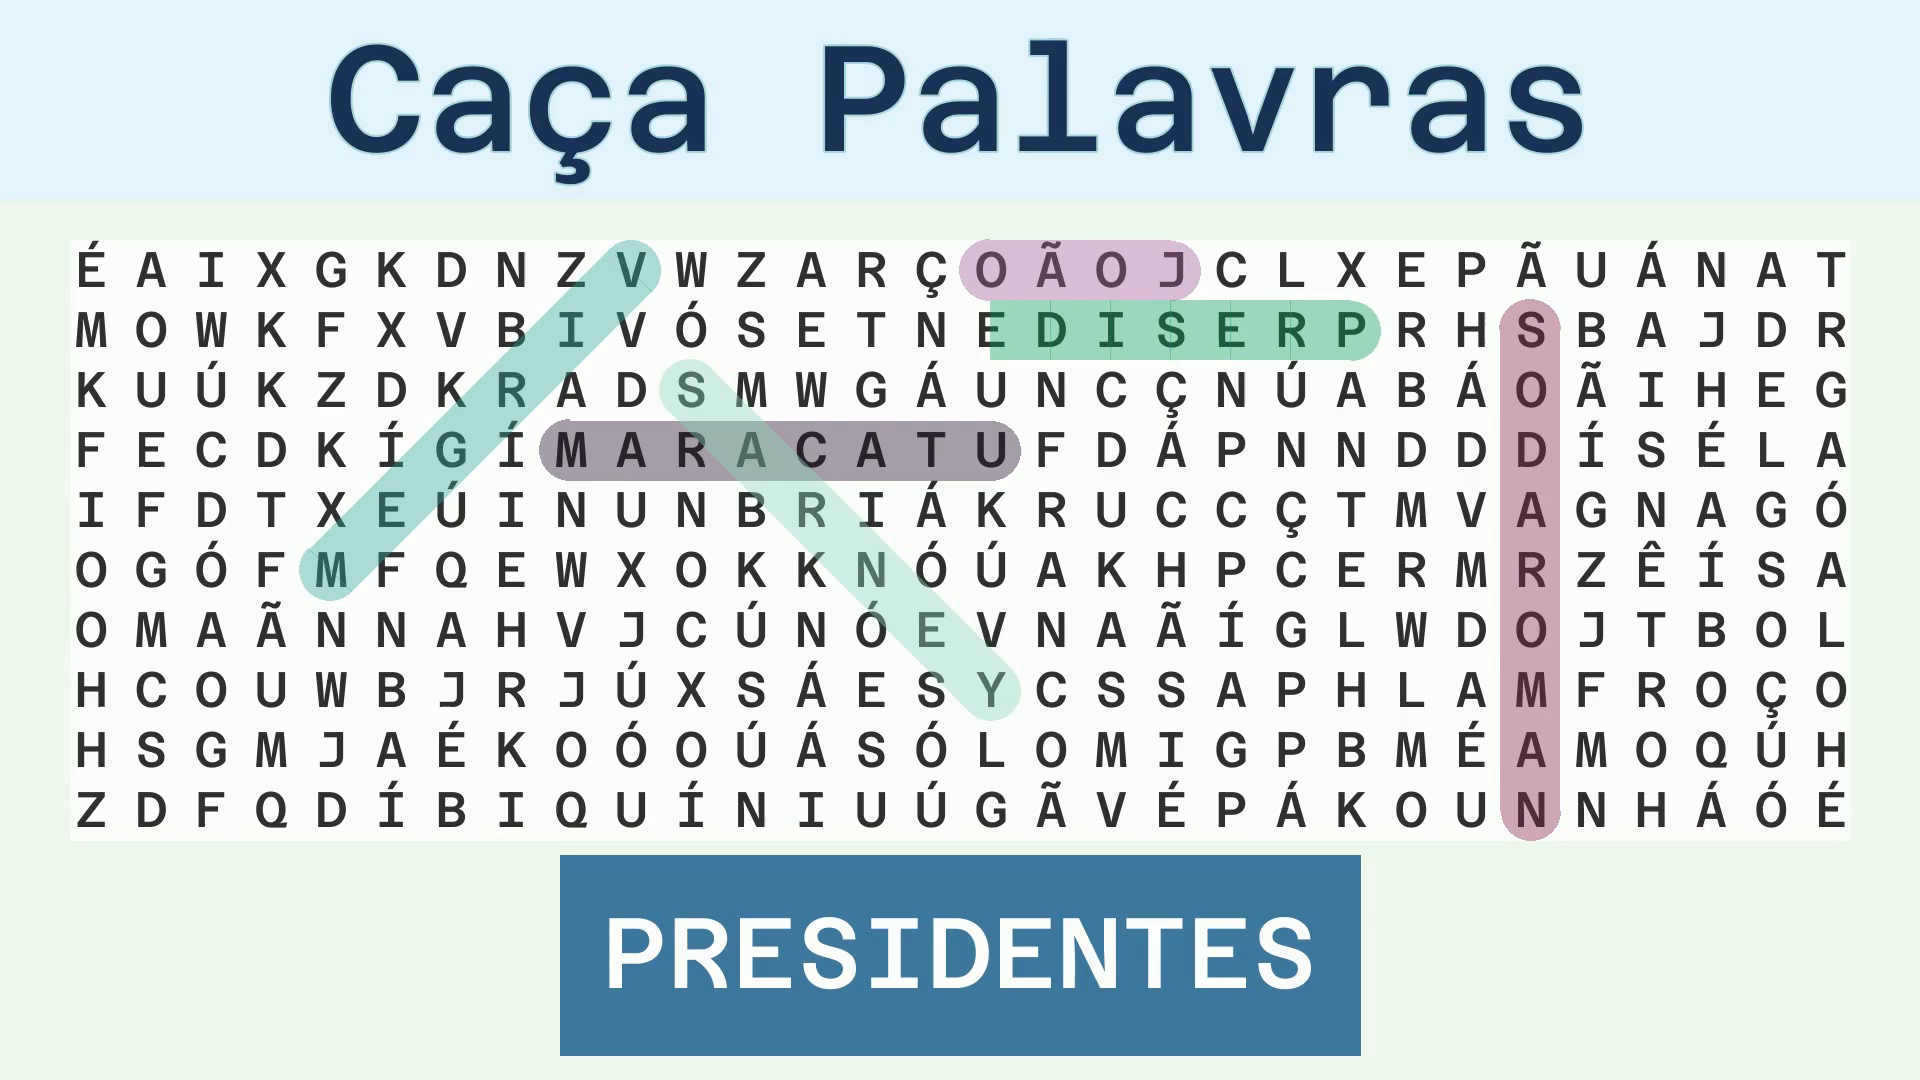 Caça Palavras
É A I X G K D N Z V W Z A R Ç O Ã O J C L X E P Ã U Á N A T
M O W K F X V B I V Ó S E T N E D I S E R P R H S B A J D R
K U Ú K Z D K R A D S M W G Á U N C Ç N Ú A B Á O Ã I H E G
F E C D K Í G Í M A R A C A T U F D Á P N N D D D Í S É L A
I F D T X E Ú I N U N B R I Á K R U C C Ç T M V A G N A G Ó
O G Ó F M F Q E W X O K K N Ó Ú A K H P C E R M R Z Ê Í S A
O M A Ã N N A H V J C Ú N Ó E V N A Ã Í G L W D O J T B O L
H C O U W B J R J Ú X S Á E S Y C S S A P H L A M F R O Ç O
H S G M J A É K O Ó O Ú Á S Ó L O M I G P B M É A M O Q Ú H
Z D F Q D Í B I Q U Í N I U Ú G Ã V É P Á K O U N N H Á Ó É
PRESIDENTES